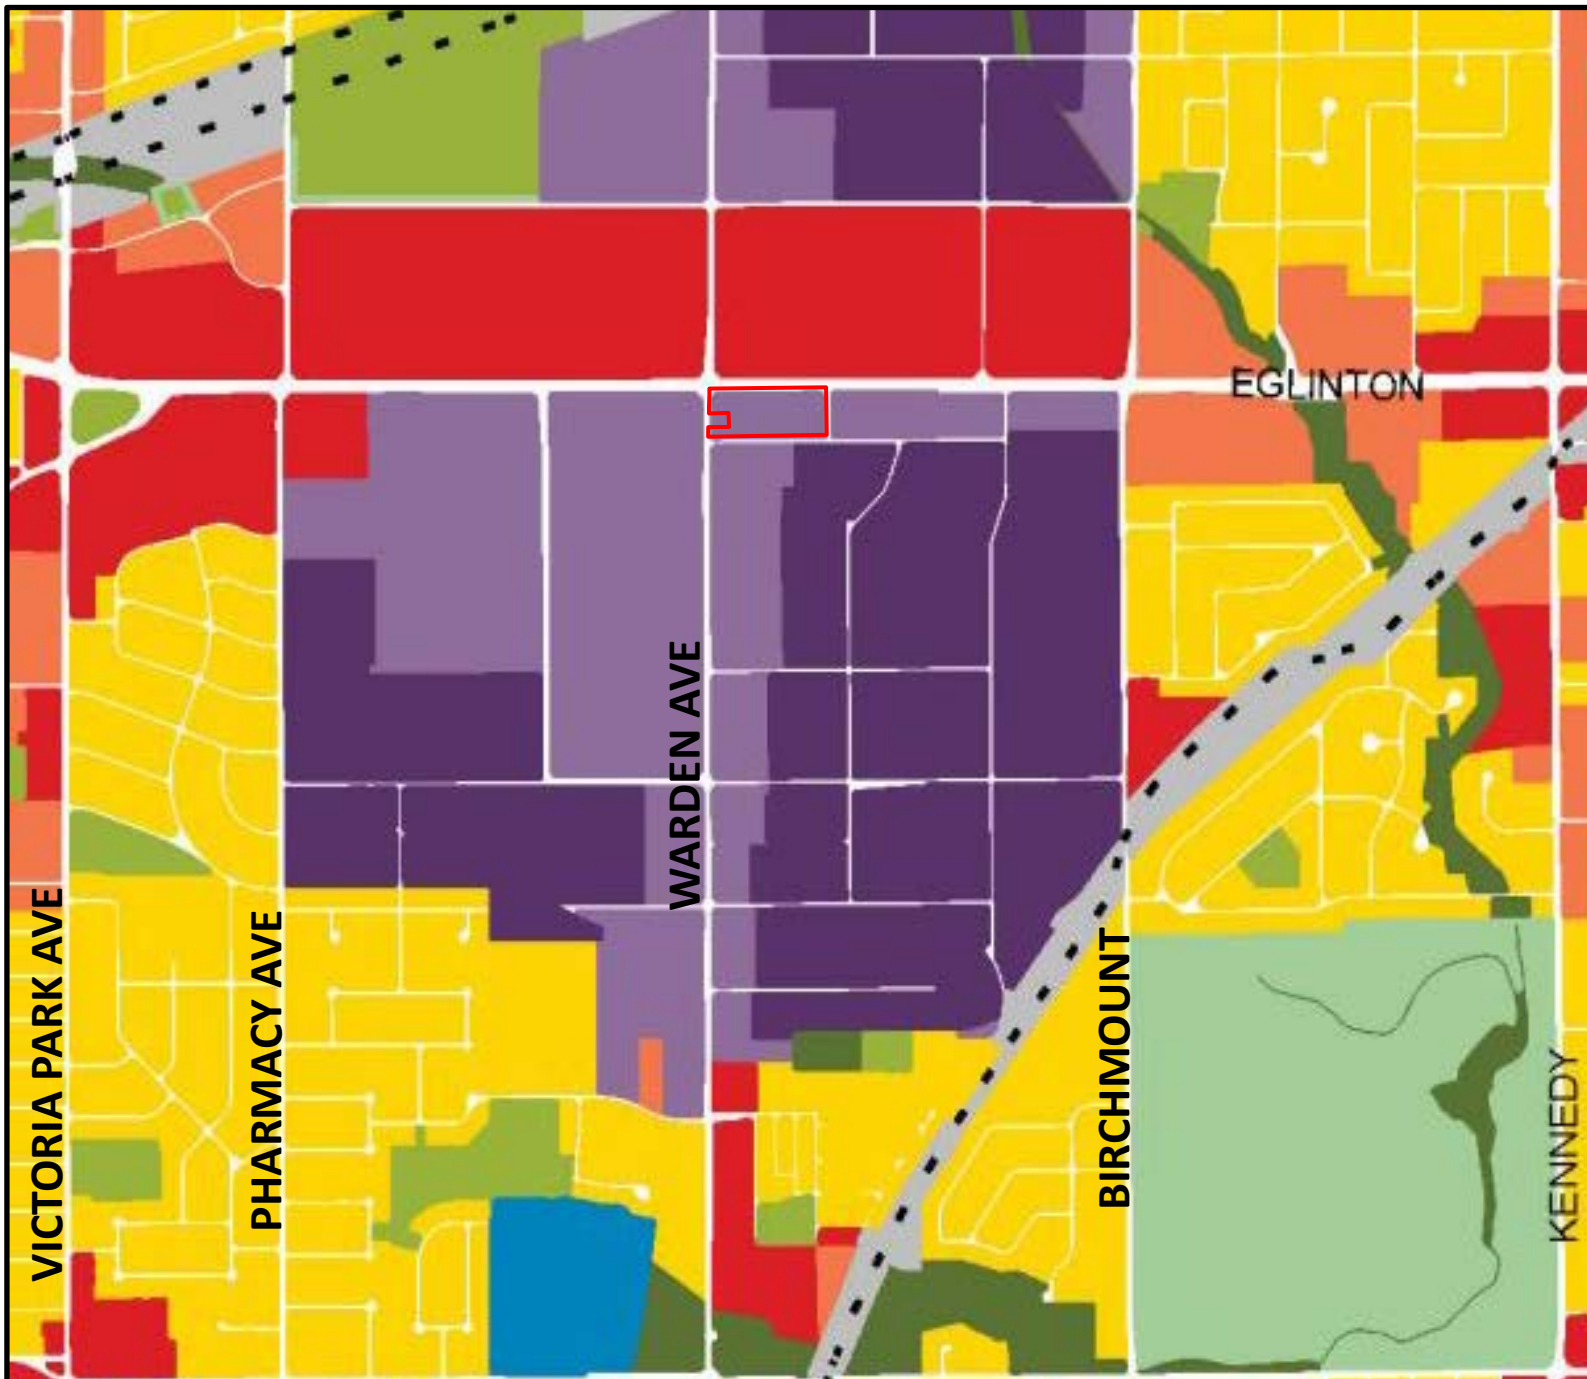 EGLINTON
WARDEN AVE
VICTORIA PARK AVE
PHARMACY AVE
BIRCHMOUNT
KENNEDY